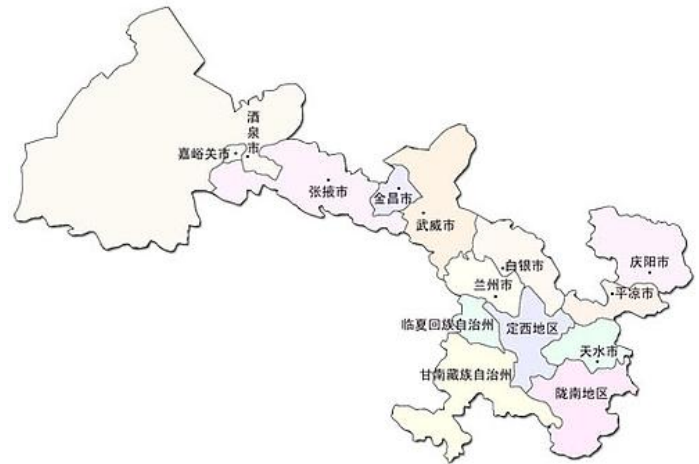 酒泉市
嘉峪关市
张掖市
金昌市
武威市
白银市
兰州市
庆阳市
平凉市
临夏回族自治州
定西地区
天水市
甘南藏族自治州
陇南地区